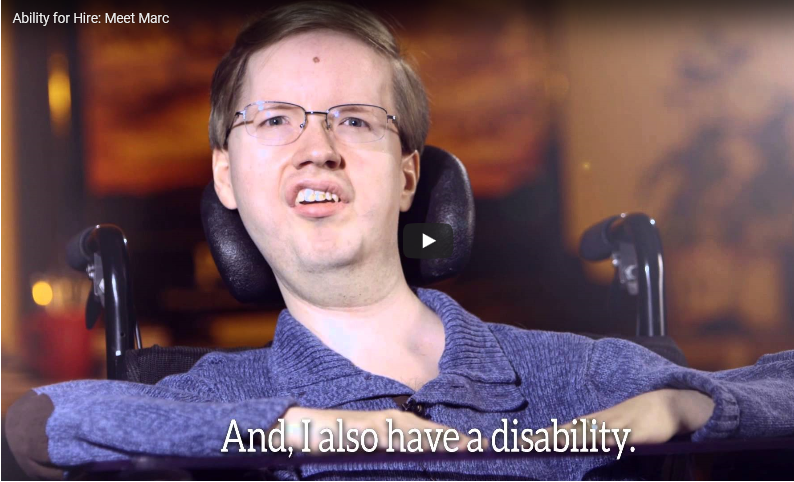 Ability for Hire: Meet Marc
And, I also have a disability.